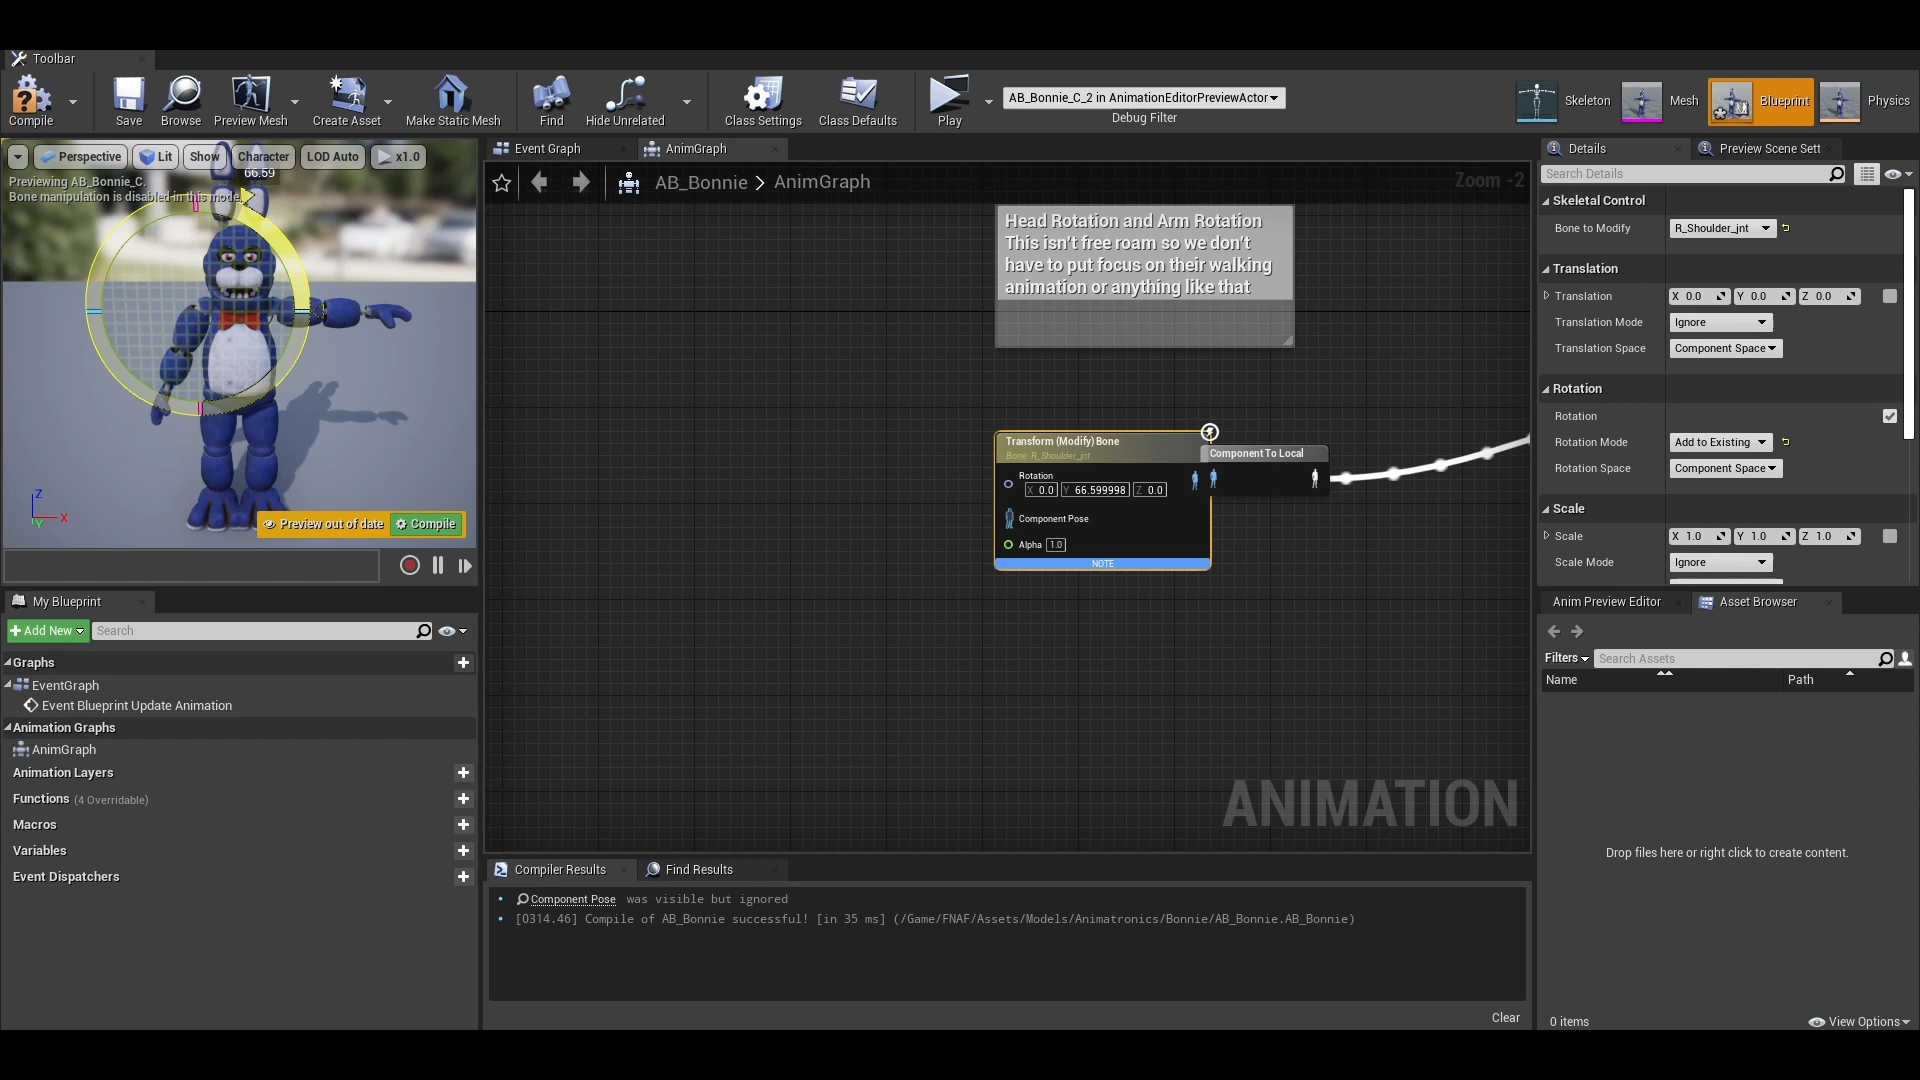 Toolbar
Compile
Save
Browse
Preview Mesh
Create Asset
Make Static Mesh
Find
Hide Unrelated
Class Settings
Class Defaults
Play
AB_Bonnie_C_2 in AnimationEditorPreviewActor
Debug Filter
Skeleton
Mesh
Blueprint
Physics
Perspective
Lit
Show
Character
LOD Auto
x1.0
66.59
Previewing AB_Bonnie_C.
Bone manipulation is disabled in this mode.
Z
X
Y
Preview out of date
Compile
Event Graph
AnimGraph
AB_Bonnie > AnimGraph
Zoom -2
Head Rotation and Arm Rotation
This isn't free roam so we don't
have to put focus on their walking
animation or anything like that
Transform (Modify) Bone
Bone: R_Shoulder_jnt
Rotation
X 0.0 Y 66.599998 Z 0.0
Component Pose
Alpha 1.0
NOTE
Component To Local
ANIMATION
Details
Preview Scene Sett
Search Details
Skeletal Control
Bone to Modify R_Shoulder_jnt
Translation
Translation X 0.0 Y 0.0 Z 0.0
Translation Mode Ignore
Translation Space Component Space
Rotation
Rotation
Rotation Mode Add to Existing
Rotation Space Component Space
Scale
Scale X 1.0 Y 1.0 Z 1.0
Scale Mode Ignore
My Blueprint
Add New
Search
Graphs
EventGraph
Event Blueprint Update Animation
Animation Graphs
AnimGraph
Animation Layers
Functions (4 Overridable)
Macros
Variables
Event Dispatchers
Compiler Results
Find Results
Component Pose was visible but ignored
[0314.46] Compile of AB_Bonnie successful! [in 35 ms] (/Game/FNAF/Assets/Models/Animatronics/Bonnie/AB_Bonnie.AB_Bonnie)
Clear
Anim Preview Editor
Asset Browser
Filters
Search Assets
Name
Path
Drop files here or right click to create content.
0 items
View Options